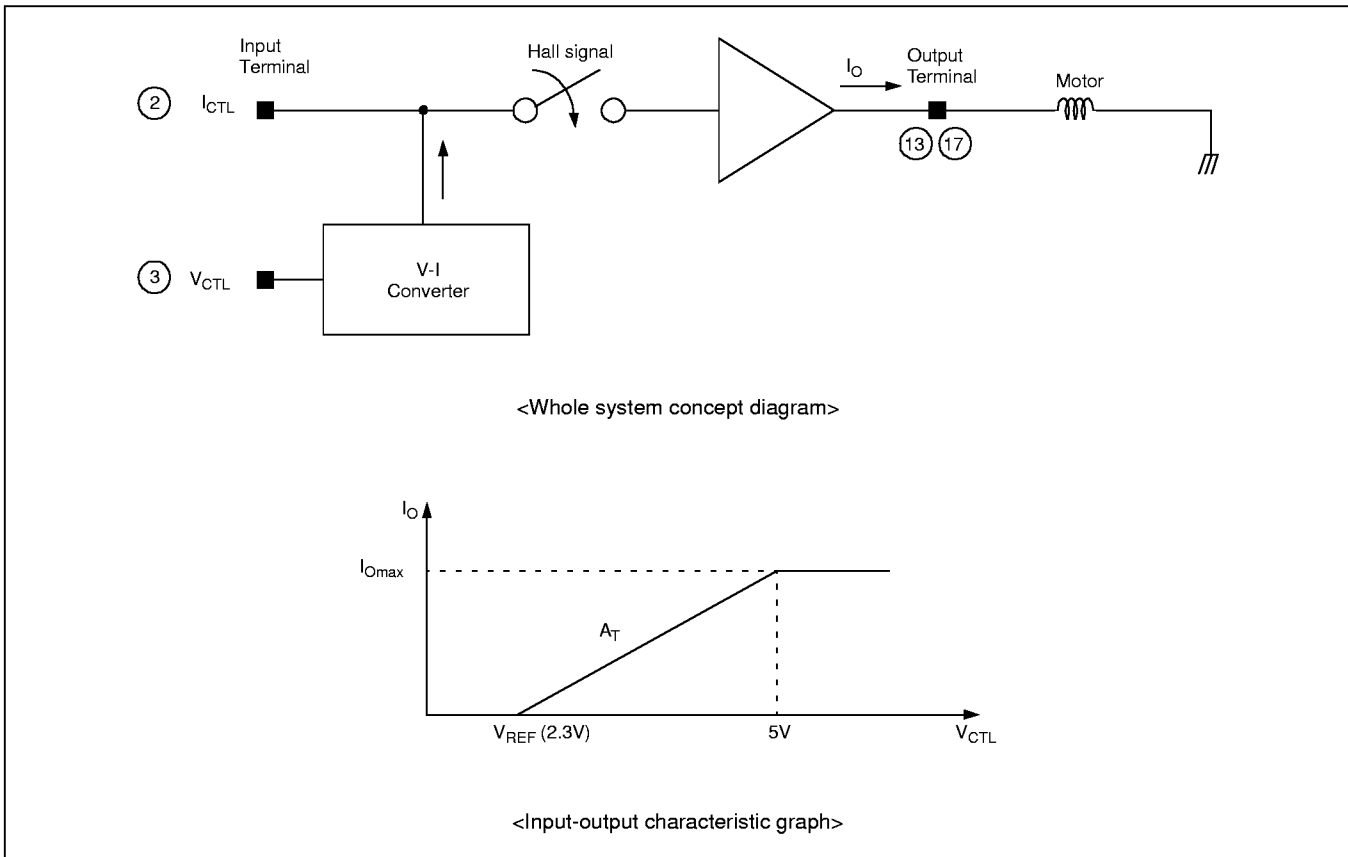 Input
Terminal
Hall signal
I_O
Output
Terminal
Motor
2 I_CTL
13 17
3 V_CTL
V-I
Converter
<Whole system concept diagram>
I_O
I_Omax
A_T
V_REF (2.3V)
5V
V_CTL
<Input-output characteristic graph>